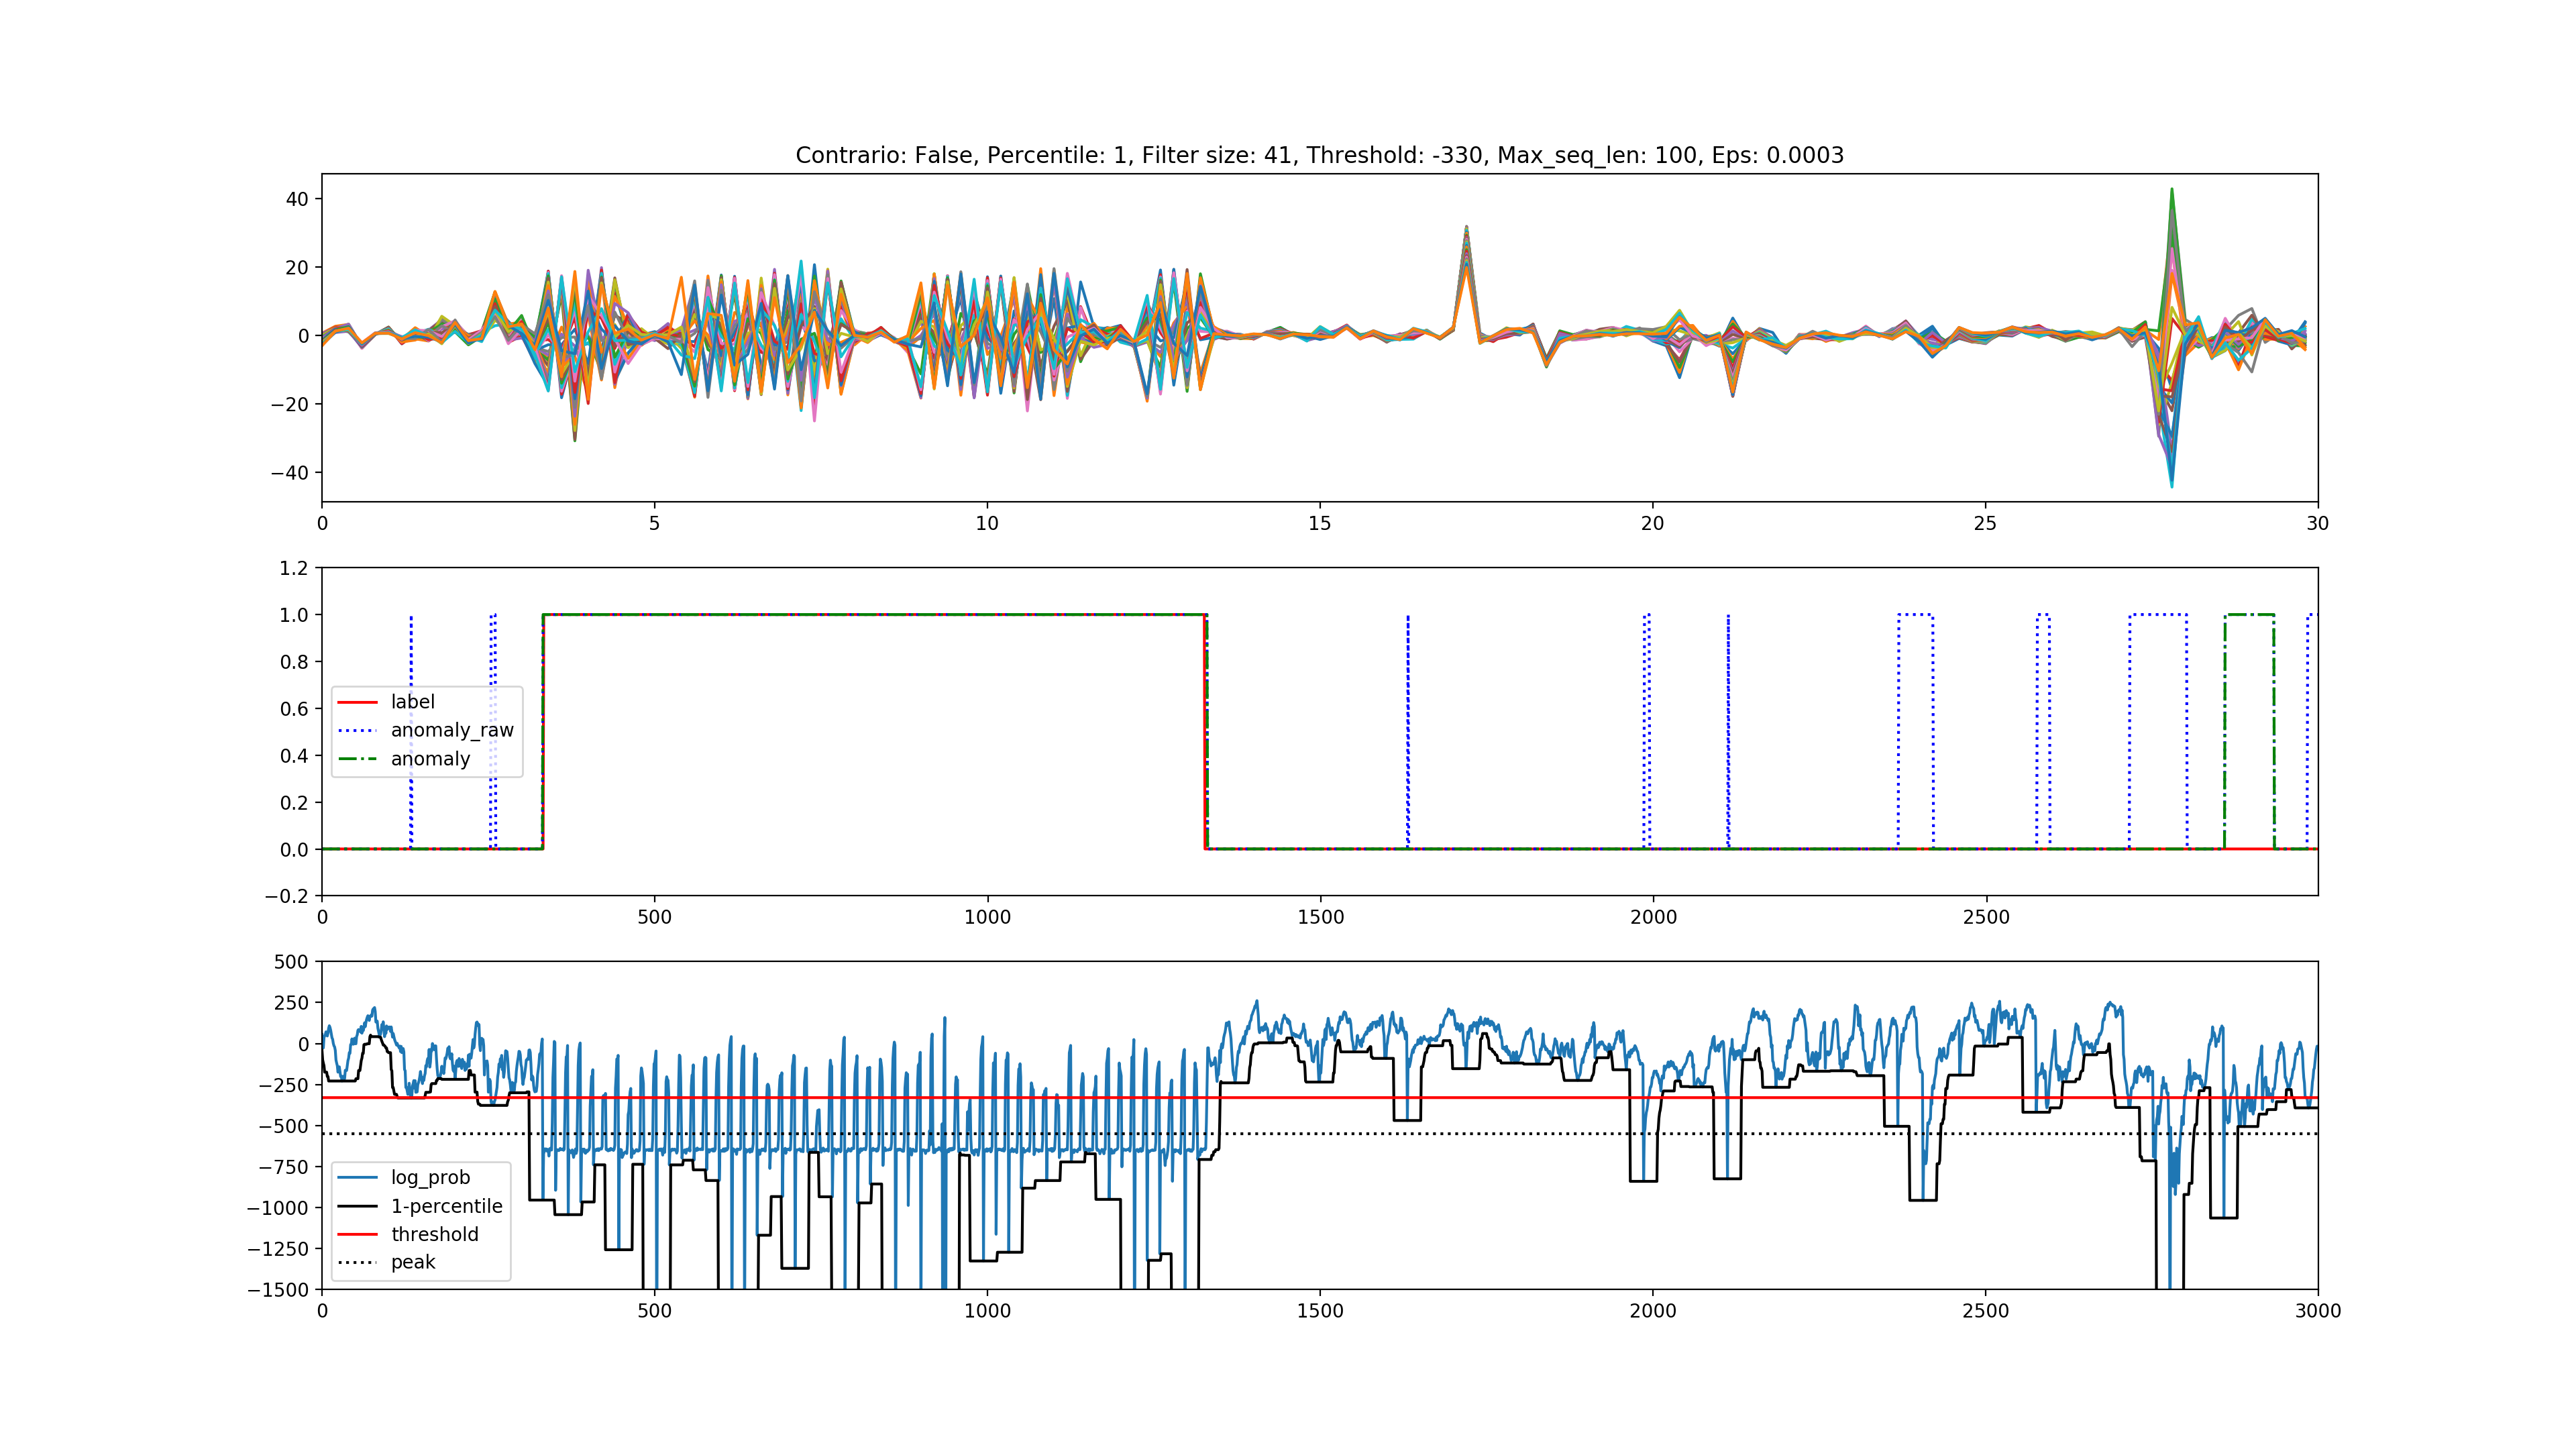 Contrario: False, Percentile: 1, Filter size: 41, Threshold: -330, Max_seq_len: 100, Eps: 0.0003
40
20
0
−20
−40
0 5 10 15 20 25 30
1.2
1.0
0.8
0.6
0.4
0.2
0.0
−0.2
label
anomaly_raw
anomaly
0 500 1000 1500 2000 2500
500
250
0
−250
−500
−750
−1000
−1250
−1500
log_prob
1-percentile
threshold
peak
0 500 1000 1500 2000 2500 3000